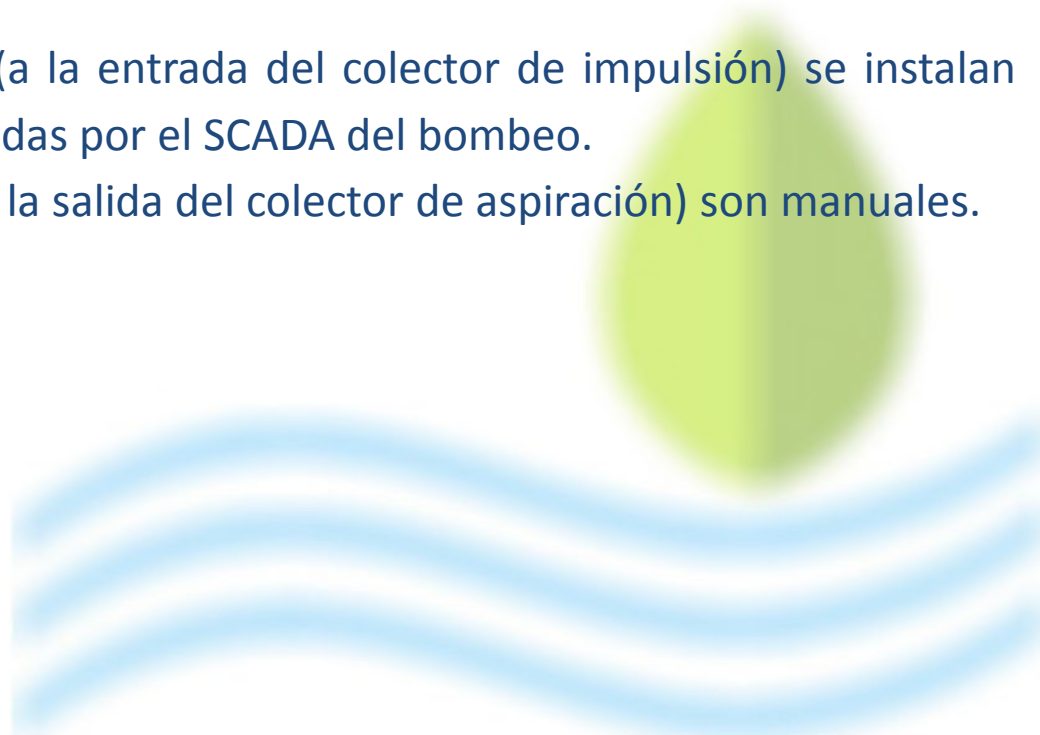 (a la entrada del colector de impulsión) se instalan
das por el SCADA del bombeo.
la salida del colector de aspiración) son manuales.